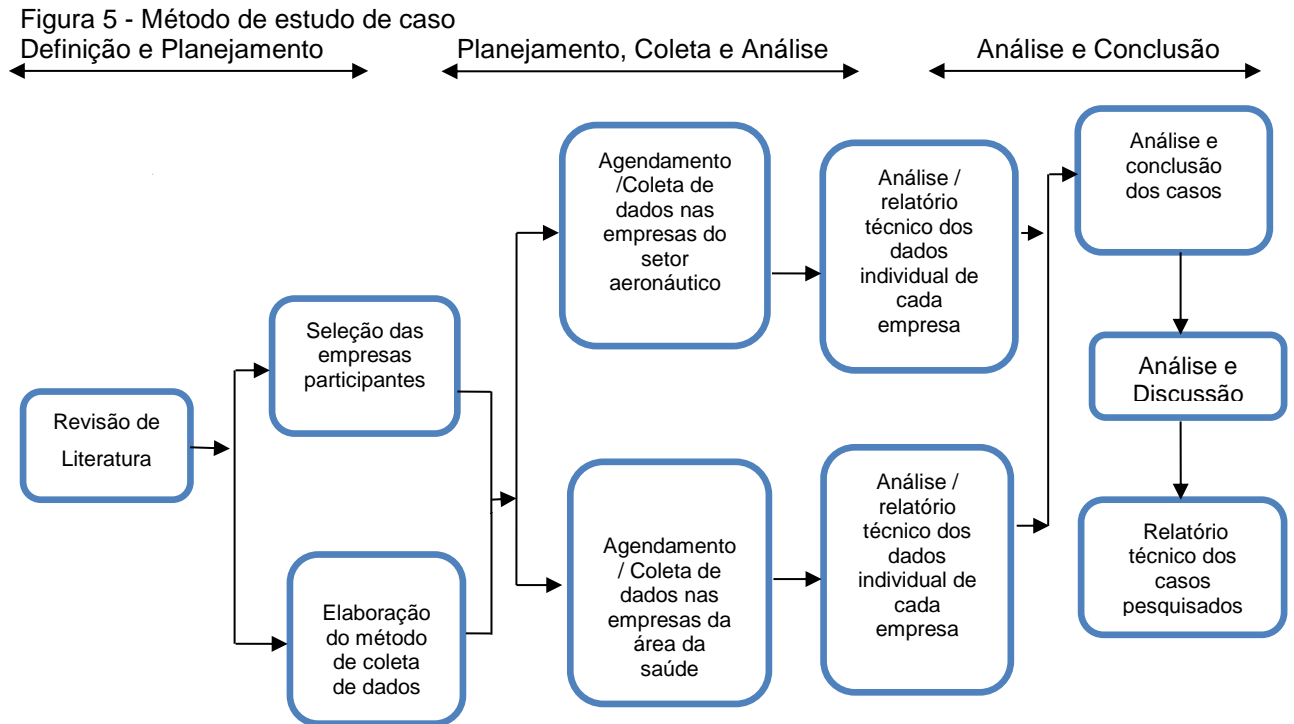 Figura 5 - Método de estudo de caso
Definição e Planejamento
Planejamento, Coleta e Análise
Análise e Conclusão
Revisão de
Literatura
Seleção das
empresas
participantes
Elaboração
do método
de coleta
de dados
Agendamento
/Coleta de
dados nas
empresas do
setor
aeronáutico
Agendamento
/ Coleta de
dados nas
empresas da
área da
saúde
Análise /
relatório
técnico dos
dados
individual de
cada
empresa
Análise /
relatório
técnico dos
dados
individual de
cada
empresa
Análise e
conclusão
dos casos
Análise e
Discussão
Relatório
técnico dos
casos
pesquisados